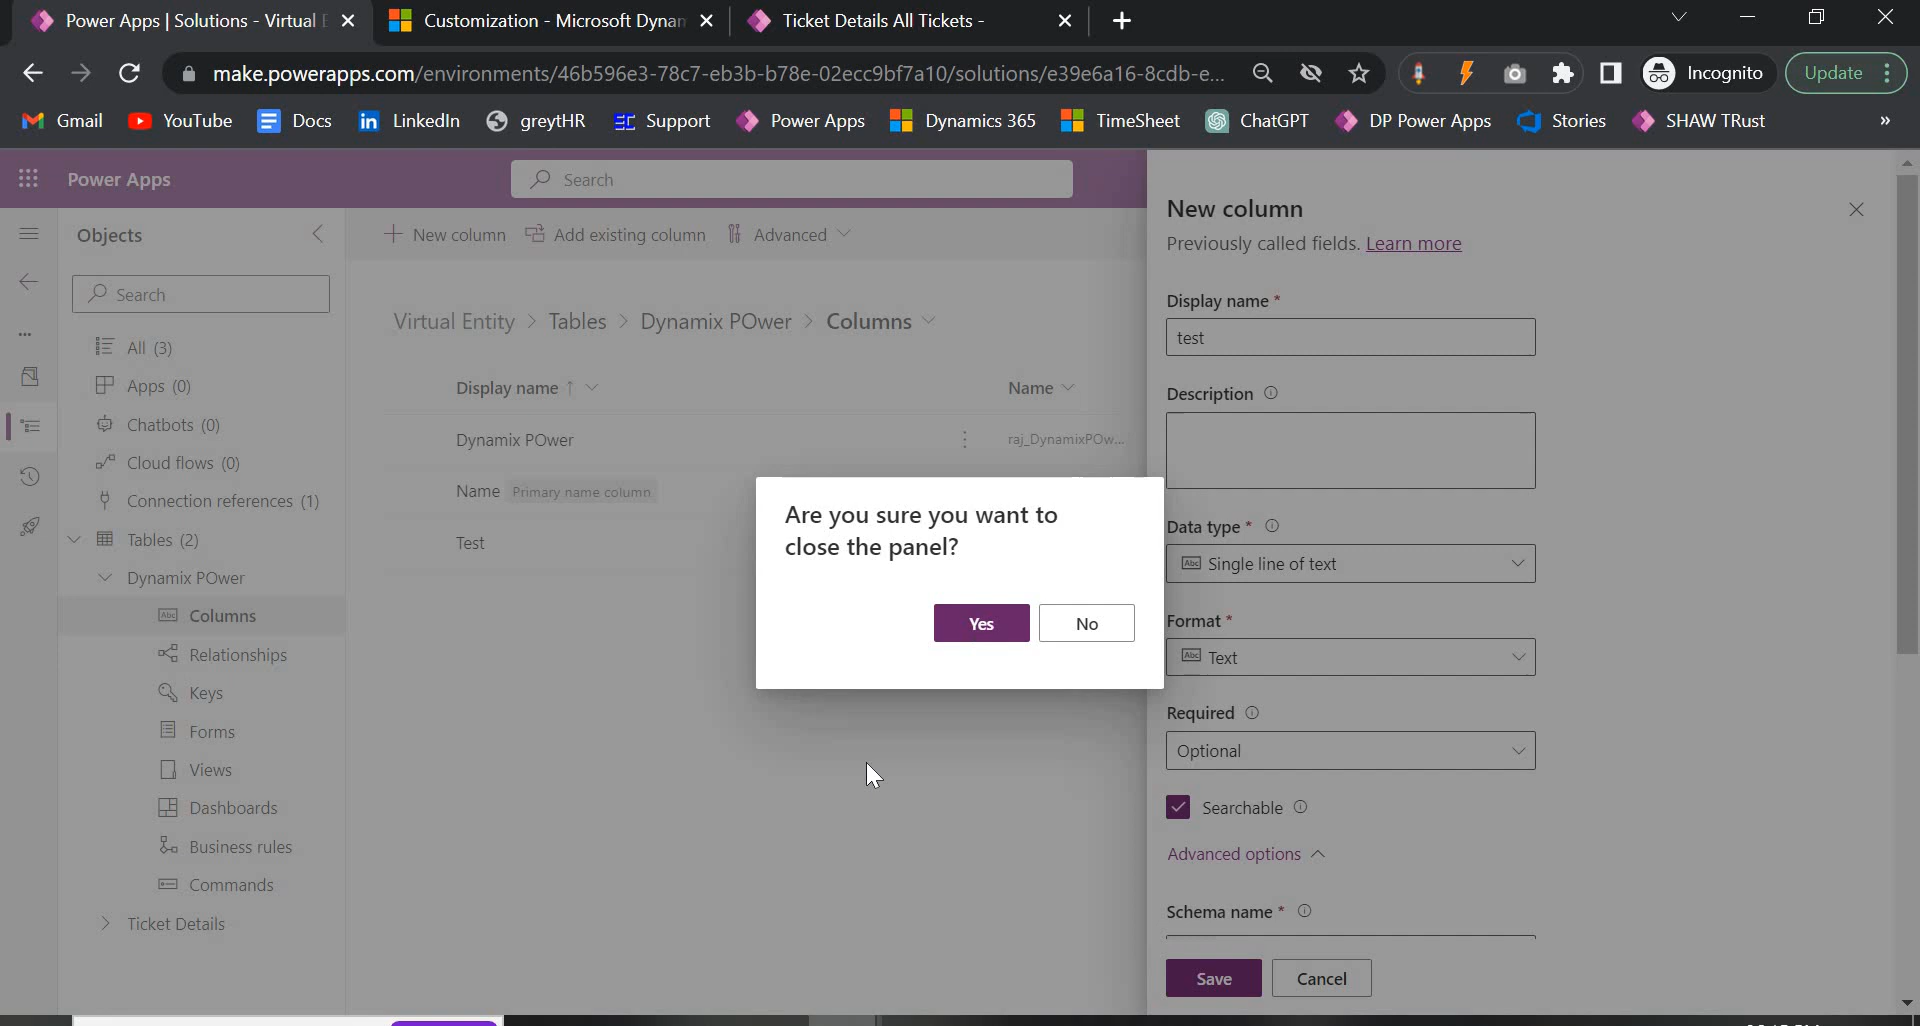 Power Apps | Solutions - Virtual E
Customization - Microsoft Dynam
Ticket Details All Tickets -
make.powerapps.com/environments/46b596e3-78c7-eb3b-b78e-02ecc9bf7a10/solutions/e39e6a16-8cdb-e...
Incognito
Update
Gmail
YouTube
Docs
LinkedIn
greytHR
Support
Power Apps
Dynamics 365
TimeSheet
ChatGPT
DP Power Apps
Stories
SHAW TRust
»
Power Apps
Search
Objects
Search
All (3)
Apps (0)
Chatbots (0)
Cloud flows (0)
Connection references (1)
Tables (2)
Dynamix POwer
Columns
Relationships
Keys
Forms
Views
Dashboards
Business rules
Commands
Ticket Details
New column
Add existing column
Advanced
Virtual Entity > Tables > Dynamix POwer > Columns
Display name ↑
Name
Dynamix POwer
raj_DynamixPOw...
Name Primary name column
Test
Are you sure you want to
close the panel?
Yes
No
New column
Previously called fields. Learn more
Display name *
test
Description
Data type *
Abc Single line of text
Format *
Abc Text
Required
Optional
Searchable
Advanced options
Schema name *
Save
Cancel